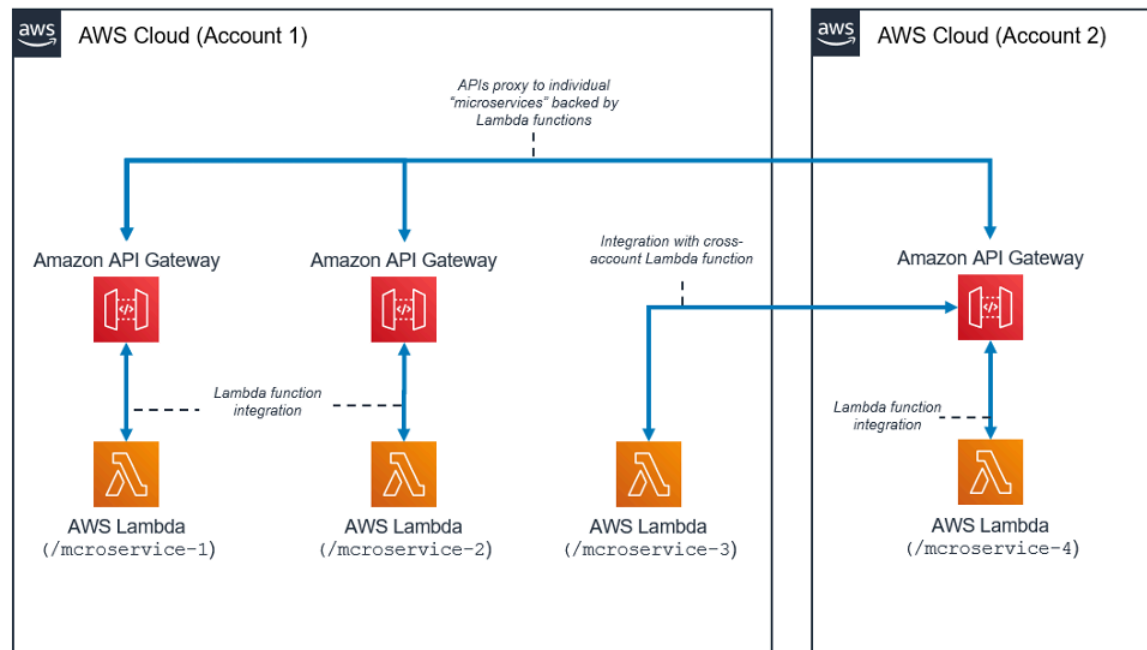 aws
AWS Cloud (Account 1)
aws
AWS Cloud (Account 2)
APIs proxy to individual
“microservices” backed by
Lambda functions
Amazon API Gateway
Amazon API Gateway
Integration with cross-
account Lambda function
Amazon API Gateway
</>
</>
</>
Lambda function
integration
Lambda function
integration
AWS Lambda
(/mcroservice-1)
AWS Lambda
(/mcroservice-2)
AWS Lambda
(/mcroservice-3)
AWS Lambda
(/mcroservice-4)